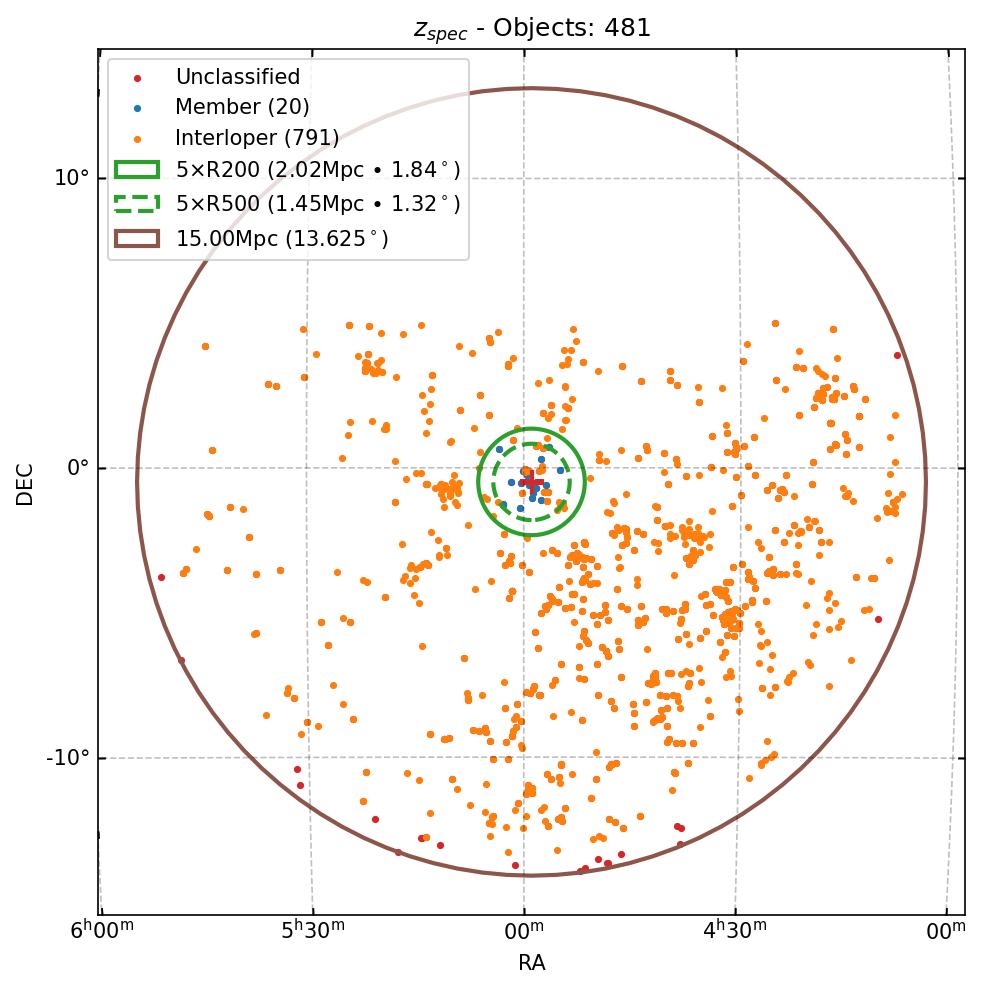 z_spec - Objects: 481
Unclassified
Member (20)
Interloper (791)
5×R200 (2.02Mpc • 1.84°)
5×R500 (1.45Mpc • 1.32°)
15.00Mpc (13.625°)
10°
0°
-10°
DEC
6ʰ00ᵐ 5ʰ30ᵐ 00ᵐ 4ʰ30ᵐ 00ᵐ
RA